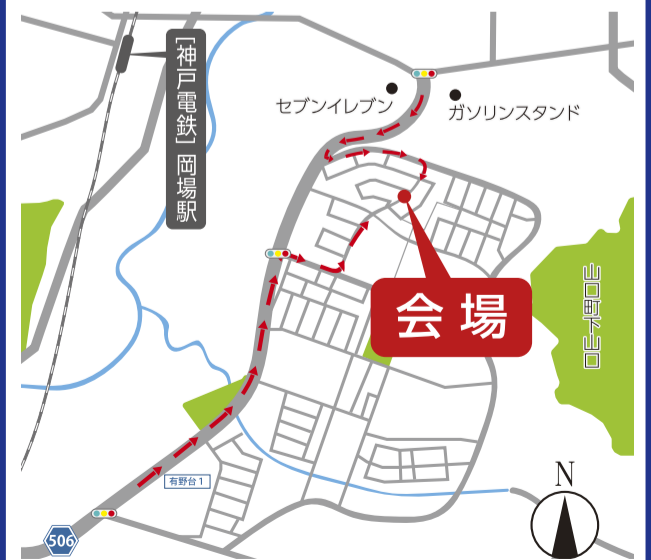 [神戸電鉄] 岡場駅
セブンイレブン
ガソリンスタンド
会場
山口町下山口
有野台1
N
506